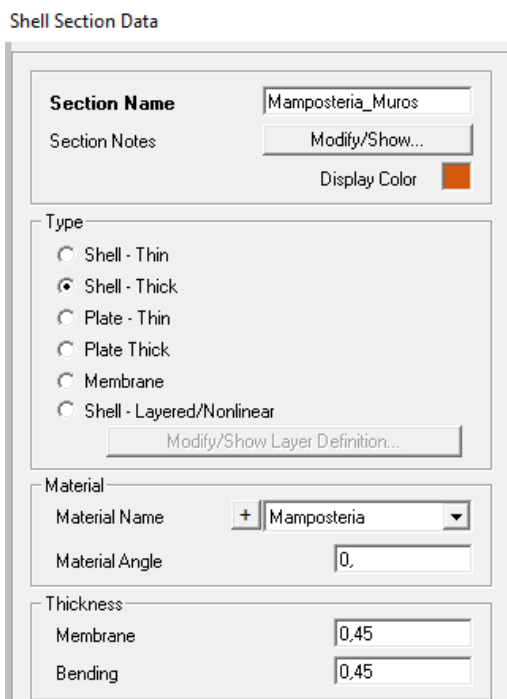 Shell Section Data
Section Name Mamposteria_Muros
Section Notes Modify/Show...
Display Color
Type
Shell - Thin
Shell - Thick
Plate - Thin
Plate Thick
Membrane
Shell - Layered/Nonlinear
Modify/Show Layer Definition...
Material
Material Name + Mamposteria
Material Angle 0,
Thickness
Membrane 0,45
Bending 0,45